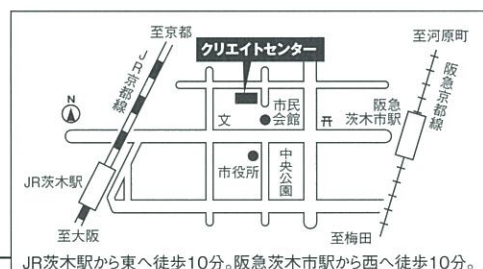 至京都
クリエイトセンター
至河原町
JR京都線
阪急京都線
N
文
市民
会館
阪急
茨木市駅
市役所
中央公園
JR茨木駅
至大阪
至梅田
JR茨木駅から東へ徒歩10分。阪急茨木市駅から西へ徒歩10分。